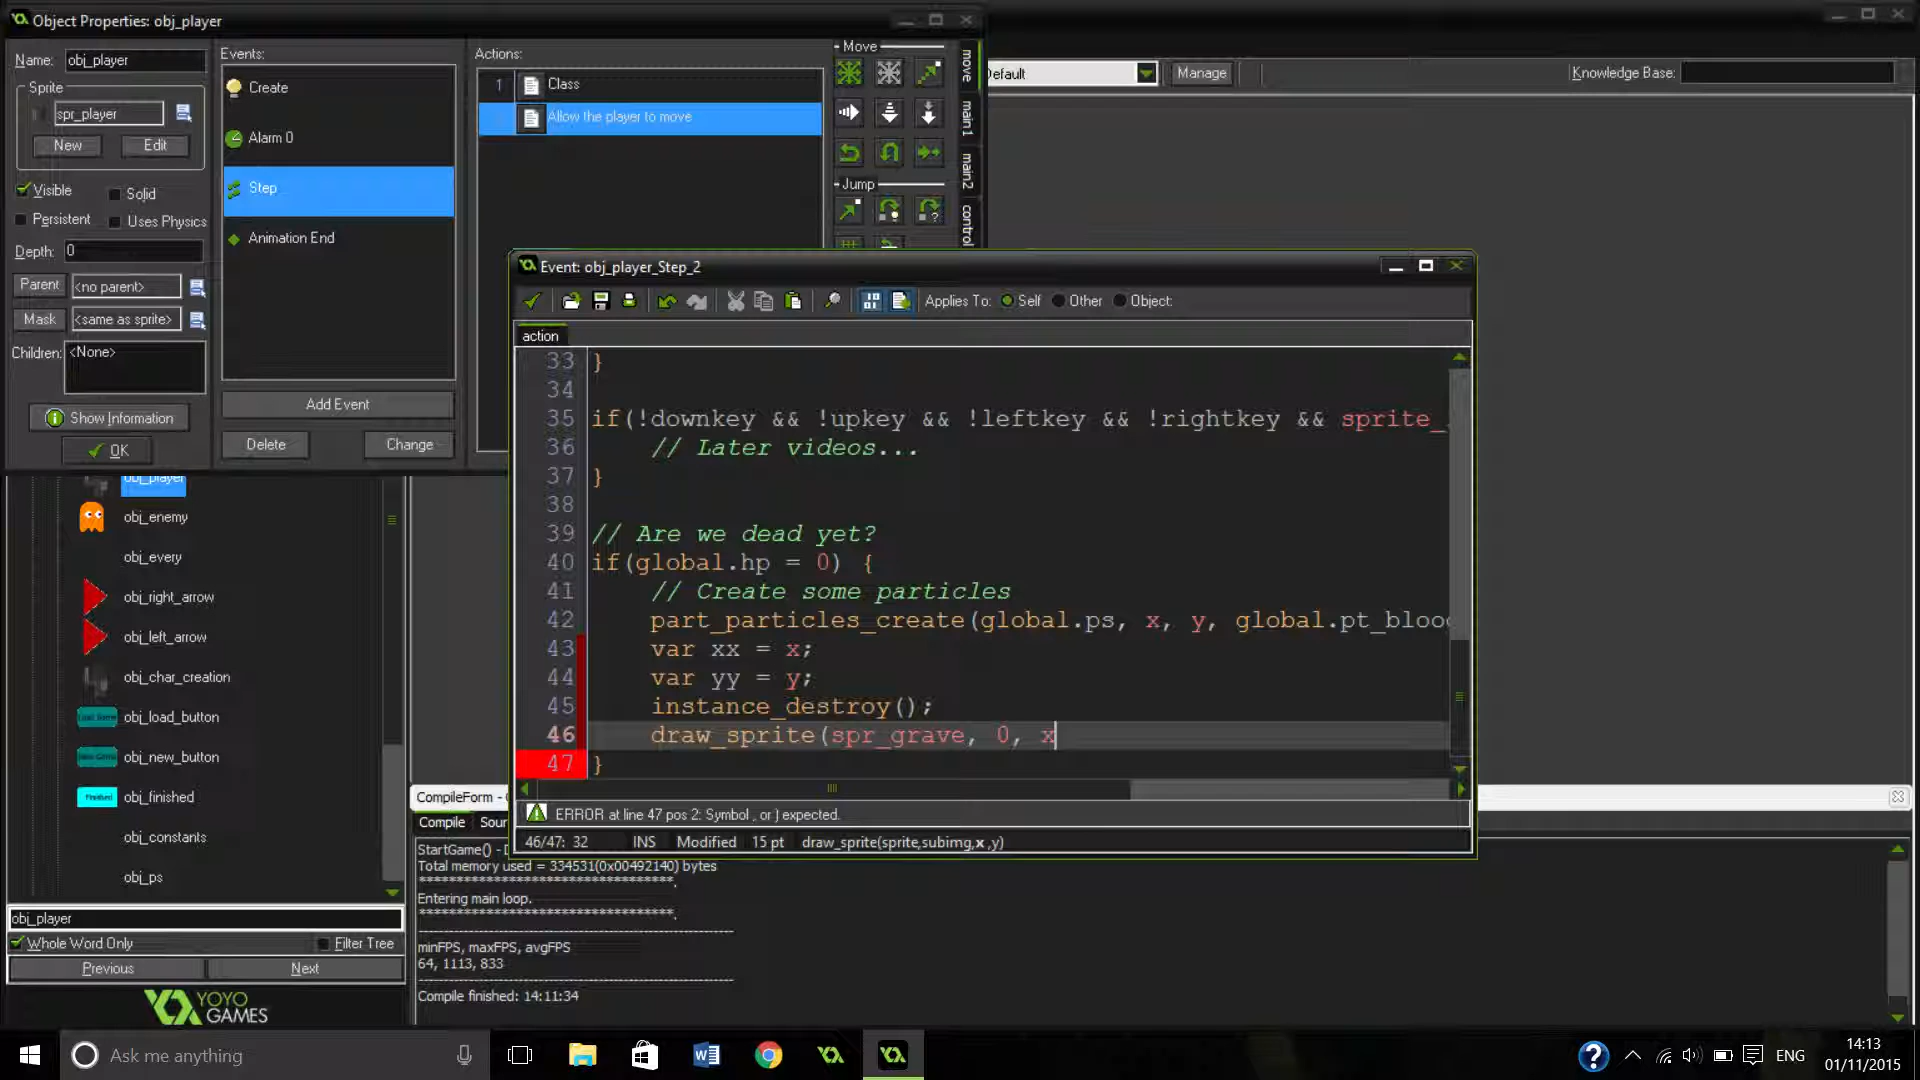 Object Properties: obj_player
Name: obj_player
Sprite
spr_player
New
Edit
Visible
Solid
Persistent
Uses Physics
Depth: 0
Parent
<no parent>
Mask
<same as sprite>
Children: <None>
Show Information
OK
Events:
Create
Alarm 0
Step
Animation End
Add Event
Delete
Change
Actions:
1
Class
Allow the player to move
Move
Jump
move
main1
main2
control
Default
Manage
Knowledge Base:
Event: obj_player_Step_2
Applies To: Self Other Object:
action
33 }
34
35 if(!downkey && !upkey && !leftkey && !rightkey && sprite_
36 // Later videos...
37 }
38
39 // Are we dead yet?
40 if(global.hp = 0) {
41 // Create some particles
42 part_particles_create(global.ps, x, y, global.pt_bloo
43 var xx = x;
44 var yy = y;
45 instance_destroy();
46 draw_sprite(spr_grave, 0, x
47 }
ERROR at line 47 pos 2: Symbol , or ) expected.
46/47: 32 INS Modified 15 pt draw_sprite(sprite,subimg,x,y)
obj_player
obj_enemy
obj_every
obj_right_arrow
obj_left_arrow
obj_char_creation
obj_load_button
obj_new_button
Finished
obj_finished
obj_constants
obj_ps
obj_player
Whole Word Only
Filter Tree
Previous
Next
YOYO
GAMES
CompileForm -
Compile
Sour
StartGame() -
Total memory used = 334531(0x00492140) bytes
Entering main loop.
minFPS, maxFPS, avgFPS
64, 1113, 833
Compile finished: 14:11:34
Ask me anything
ENG
14:13
01/11/2015